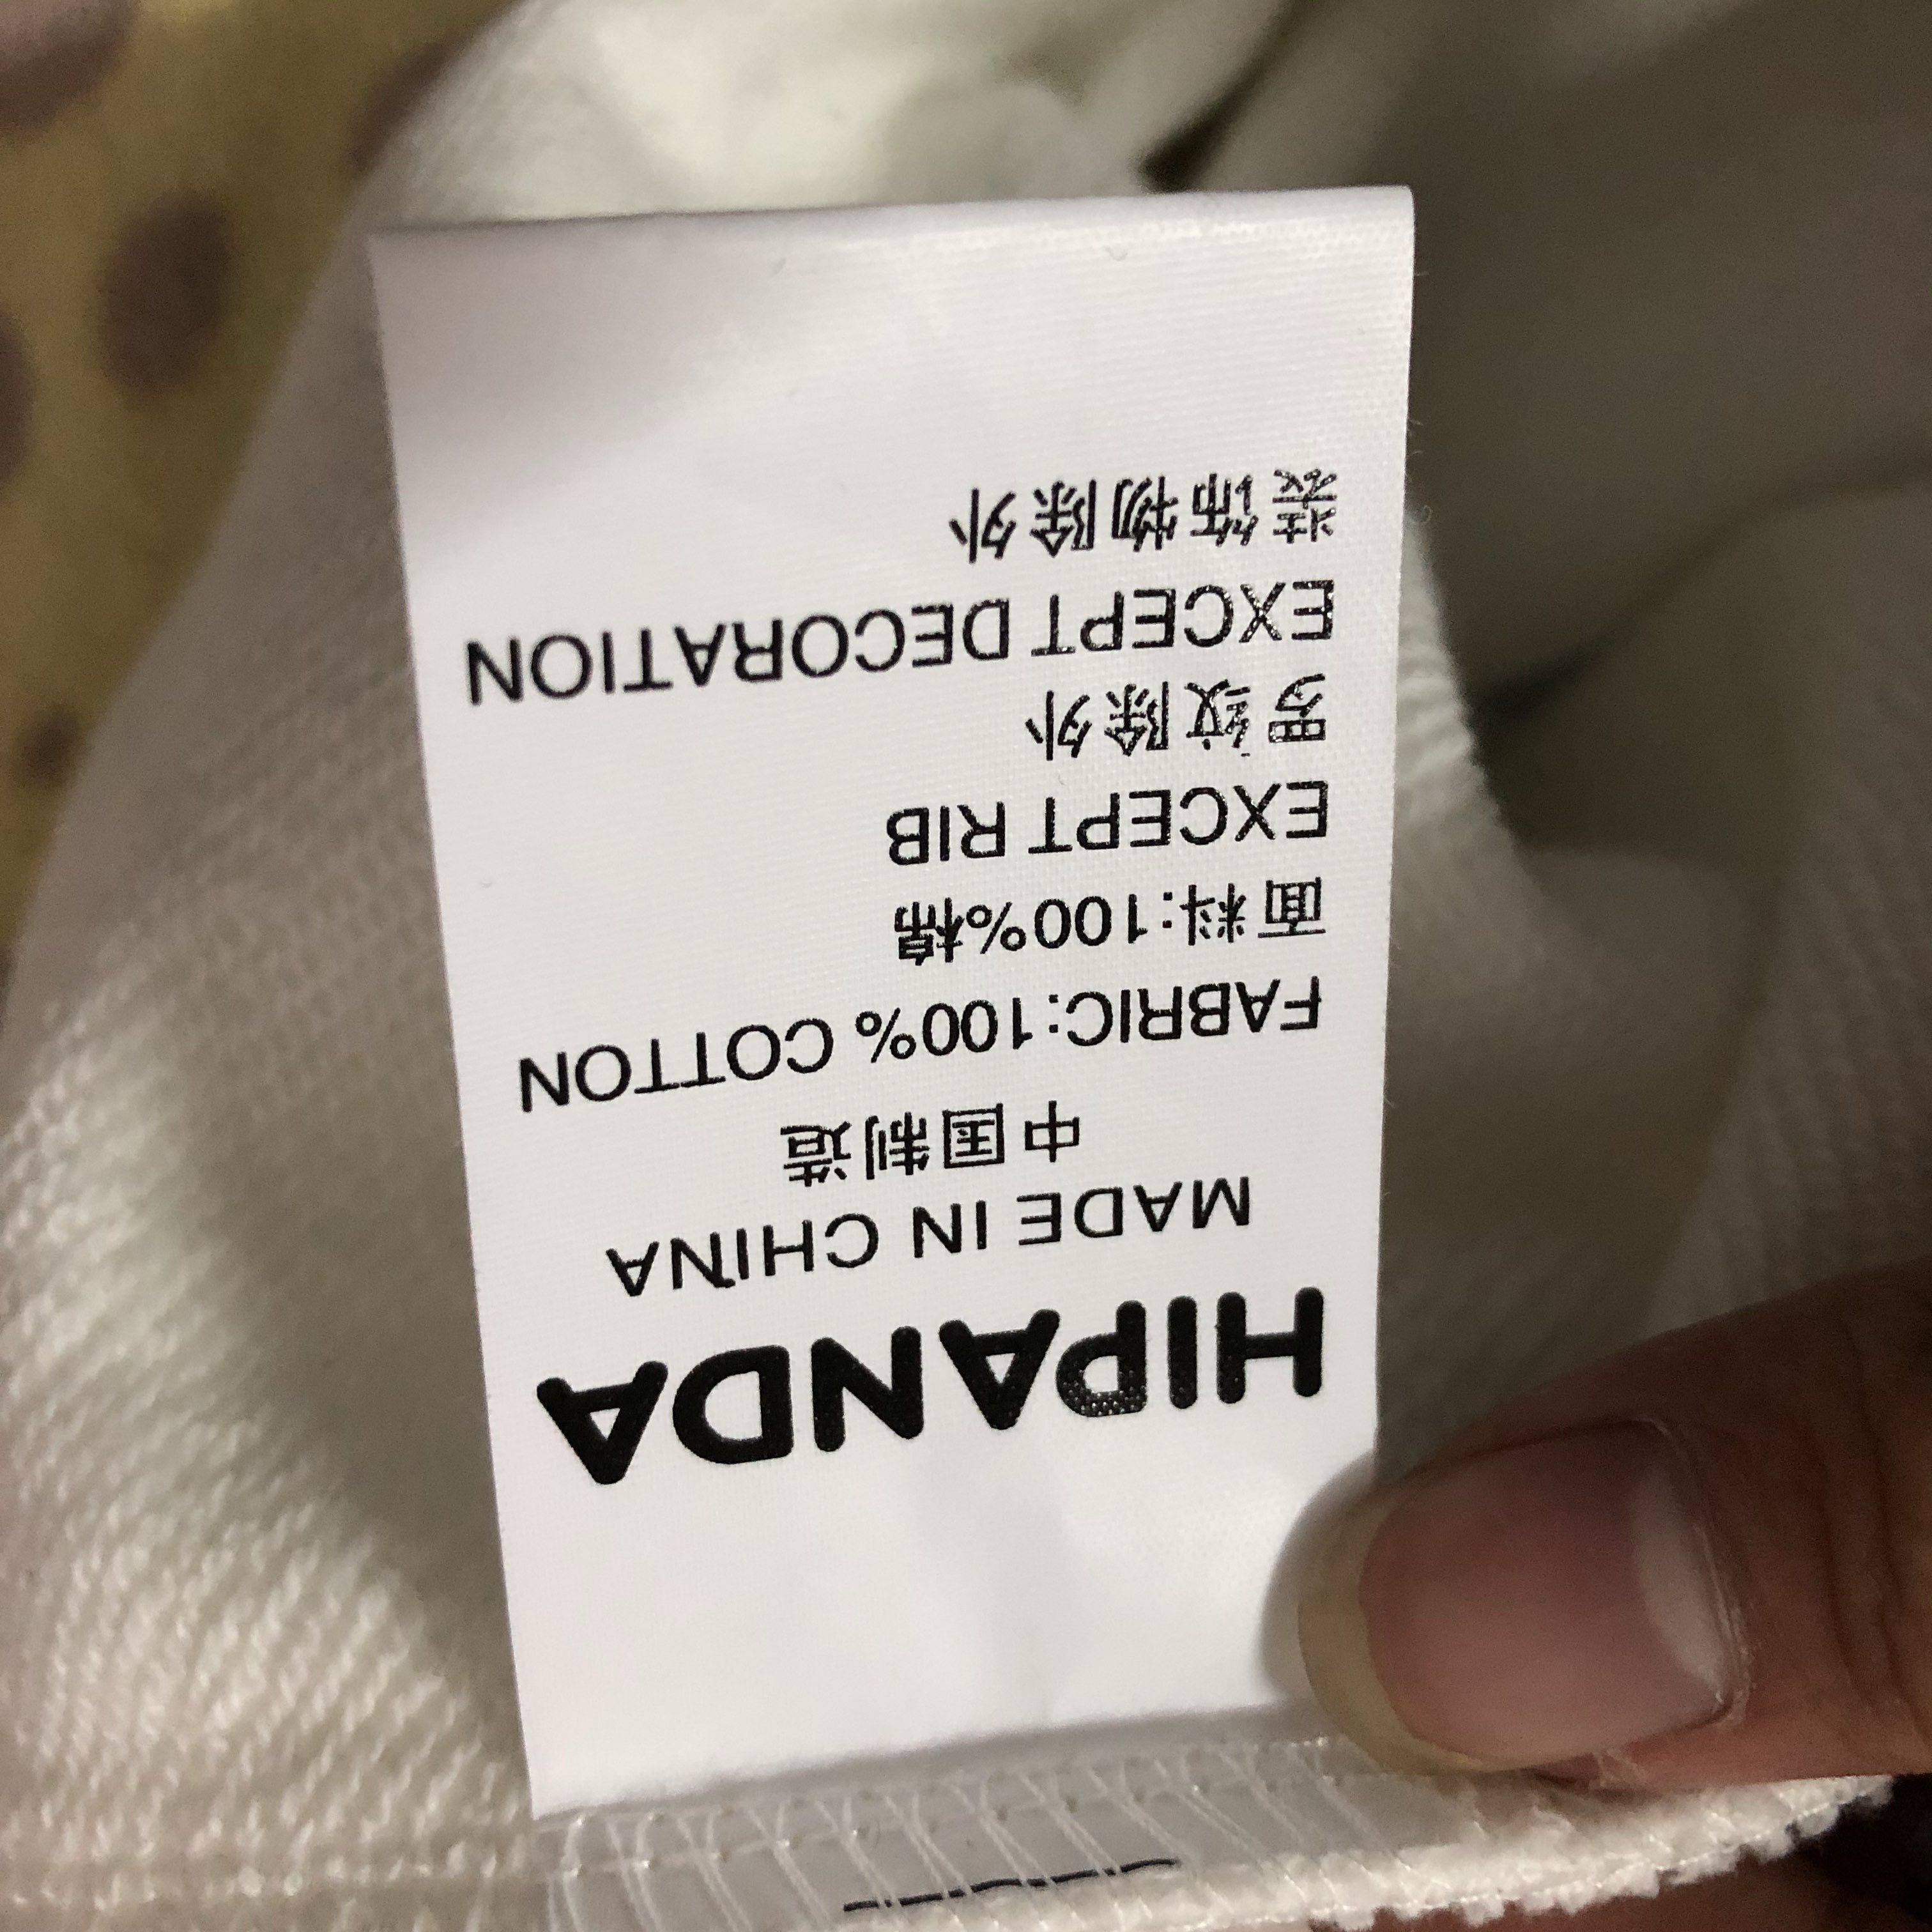 HIPANDA
MADE IN CHINA
中国制造
FABRIC:100% COTTON
面料:100%棉
EXCEPT RIB
罗纹除外
EXCEPT DECORATION
装饰物除外